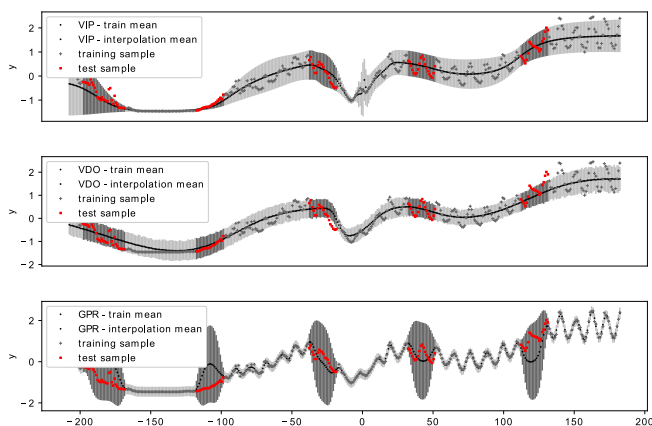 VIP - train mean
VIP - interpolation mean
training sample
test sample
y
2
1
0
−1
VDO - train mean
VDO - interpolation mean
training sample
test sample
y
2
1
0
−1
−2
GPR - train mean
GPR - interpolation mean
training sample
test sample
y
2
0
−2
−200 −150 −100 −50 0 50 100 150 200